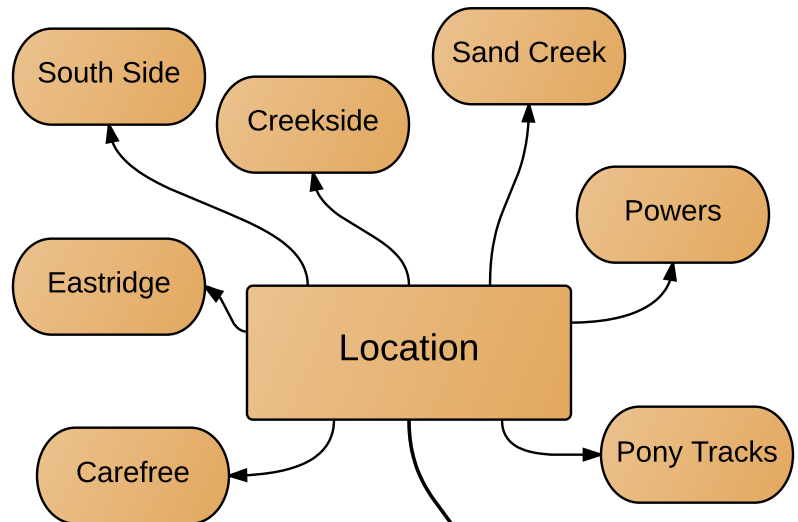 Sand Creek
South Side
Creekside
Powers
Eastridge
Location
Pony Tracks
Carefree